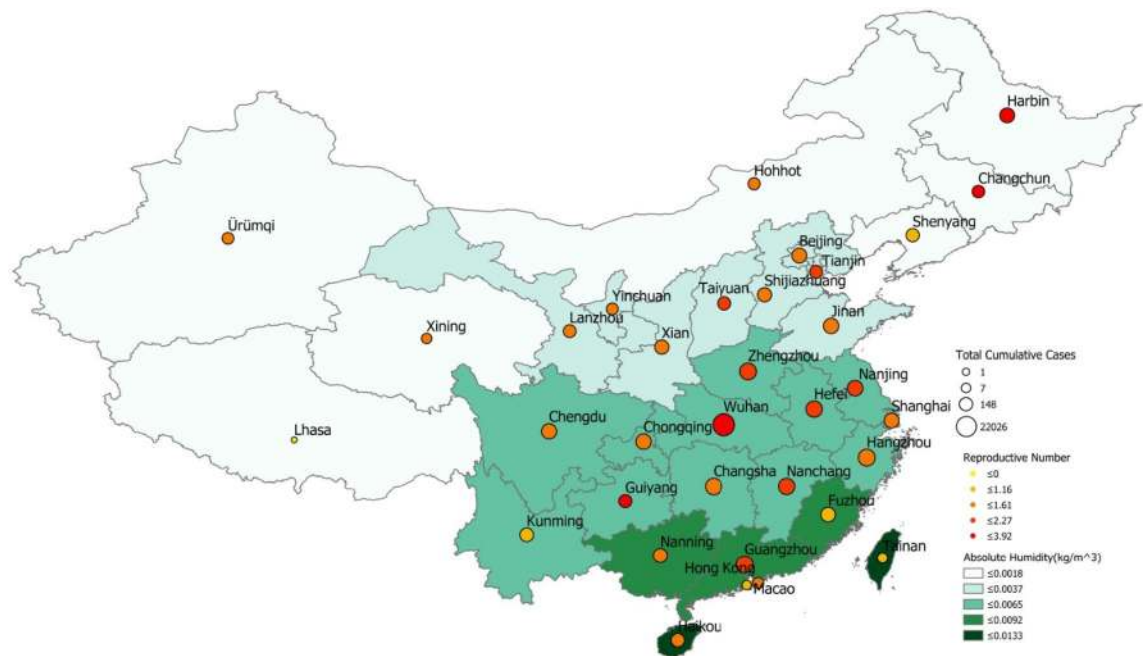 Harbin
Hohhot
Changchun
Ürümqi
Shenyang
Beijing
Tianjin
Yinchuan
Taiyuan
Shijiazhuang
Lanzhou
Xining
Xian
Jinan
Zhengzhou
Nanjing
Hefei
Wuhan
Shanghai
Chengdu
Chongqing
Lhasa
Hangzhou
Changsha
Nanchang
Guiyang
Fuzhou
Kunming
Nanning
Guangzhou
Tainan
Hong Kong
Macao
Haikou
Total Cumulative Cases
1
7
148
22026
Reproductive Number
≤0
≤1.16
≤1.61
≤2.27
≤3.92
Absolute Humidity(kg/m^3)
≤0.0018
≤0.0037
≤0.0065
≤0.0092
≤0.0133